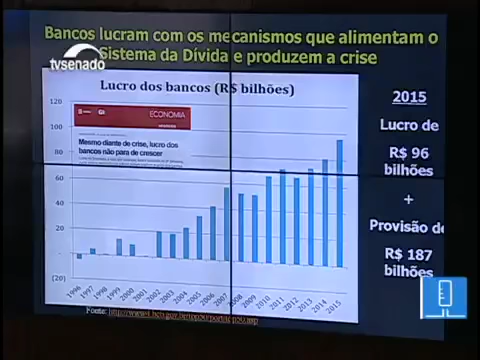 Bancos lucram com os mecanismos que alimentam o
Sistema da Dívida e produzem a crise
tvsenado
Lucro dos bancos (R$ bilhões)
120
100
ECONOMIA
Mesmo diante de crise, lucro dos
bancos não para de crescer
80
60
40
20
-
(20)
1996 1997 1998 1999 2000 2001 2002 2003 2004 2005 2006 2007 2008 2009 2010 2011 2012 2013 2014 2015
2015
Lucro de
R$ 96
bilhões
+
Provisão de
R$ 187
bilhões
Fonte: